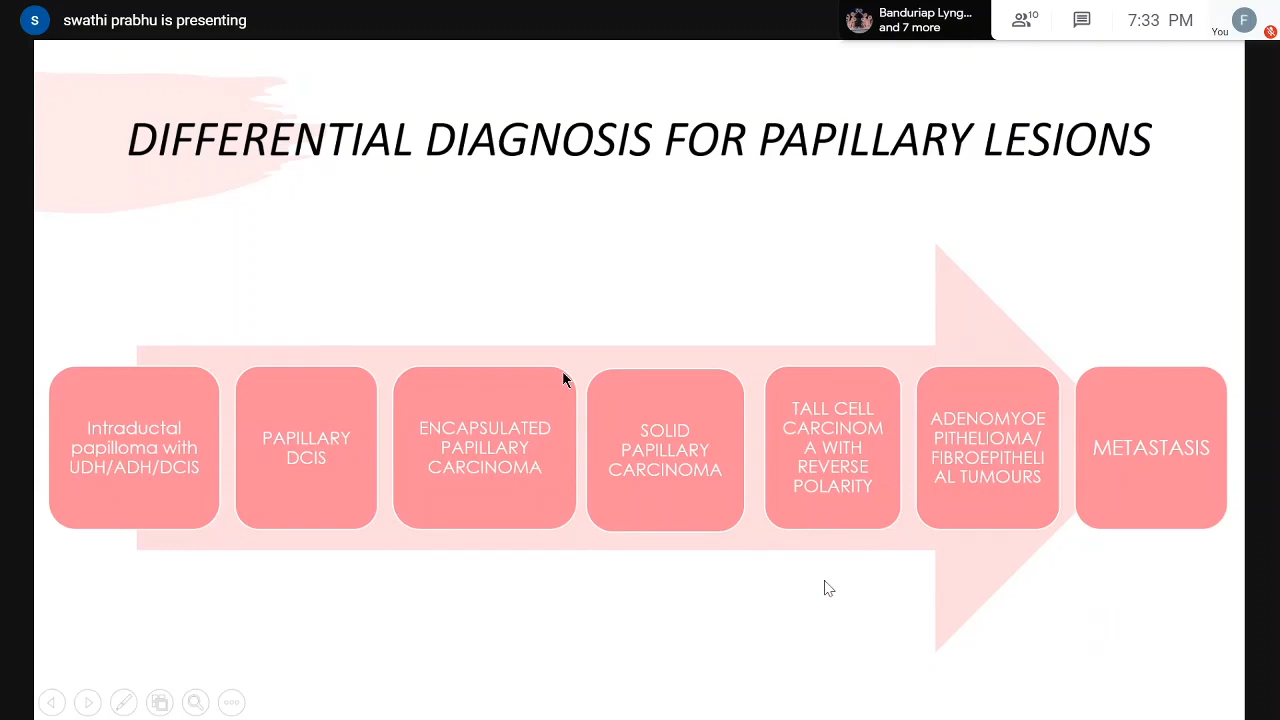 S swathi prabhu is presenting
Banduriap Lyng...
and 7 more
10
7:33 PM
You
F
DIFFERENTIAL DIAGNOSIS FOR PAPILLARY LESIONS
Intraductal
papilloma with
UDH/ADH/DCIS
PAPILLARY
DCIS
ENCAPSULATED
PAPILLARY
CARCINOMA
SOLID
PAPILLARY
CARCINOMA
TALL CELL
CARCINOM
A WITH
REVERSE
POLARITY
ADENOMYOE
PITHELIOMA/
FIBROEPITHELI
AL TUMOURS
METASTASIS